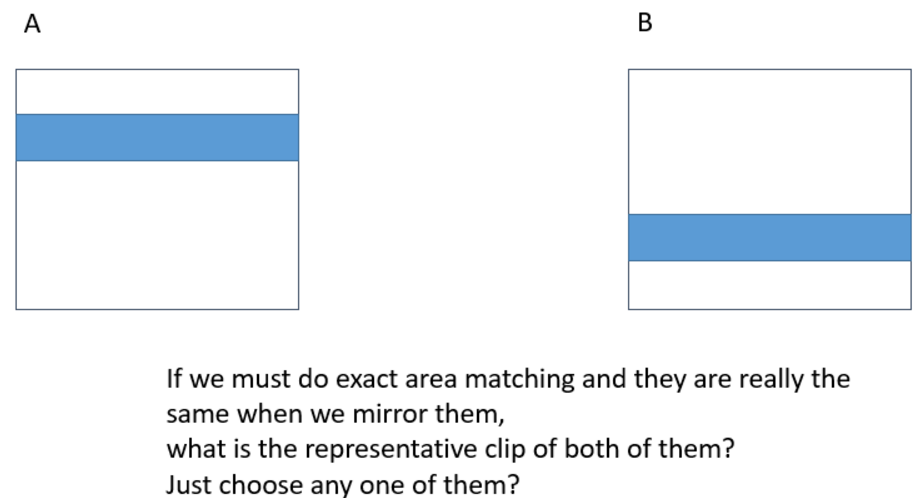 A
B
If we must do exact area matching and they are really the
same when we mirror them,
what is the representative clip of both of them?
Just choose any one of them?